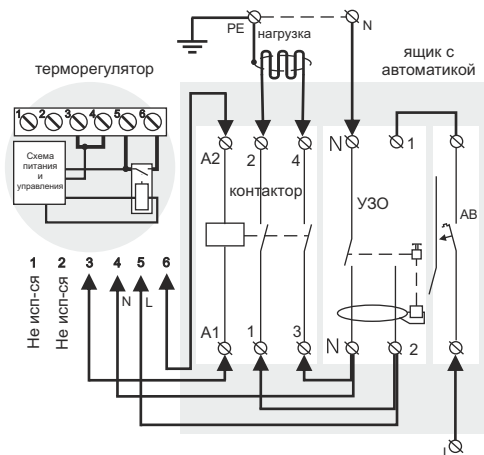 PE
N
нагрузка
ящик с
автоматикой
терморегулятор
1 2 3 4 5 6
Схема
питания
и
управления
A2 2 4 N 1
контактор
УЗО
АВ
1 2 3 4 5 6
Не исп-ся
Не исп-ся
N L
A1 1 3 N 2
L